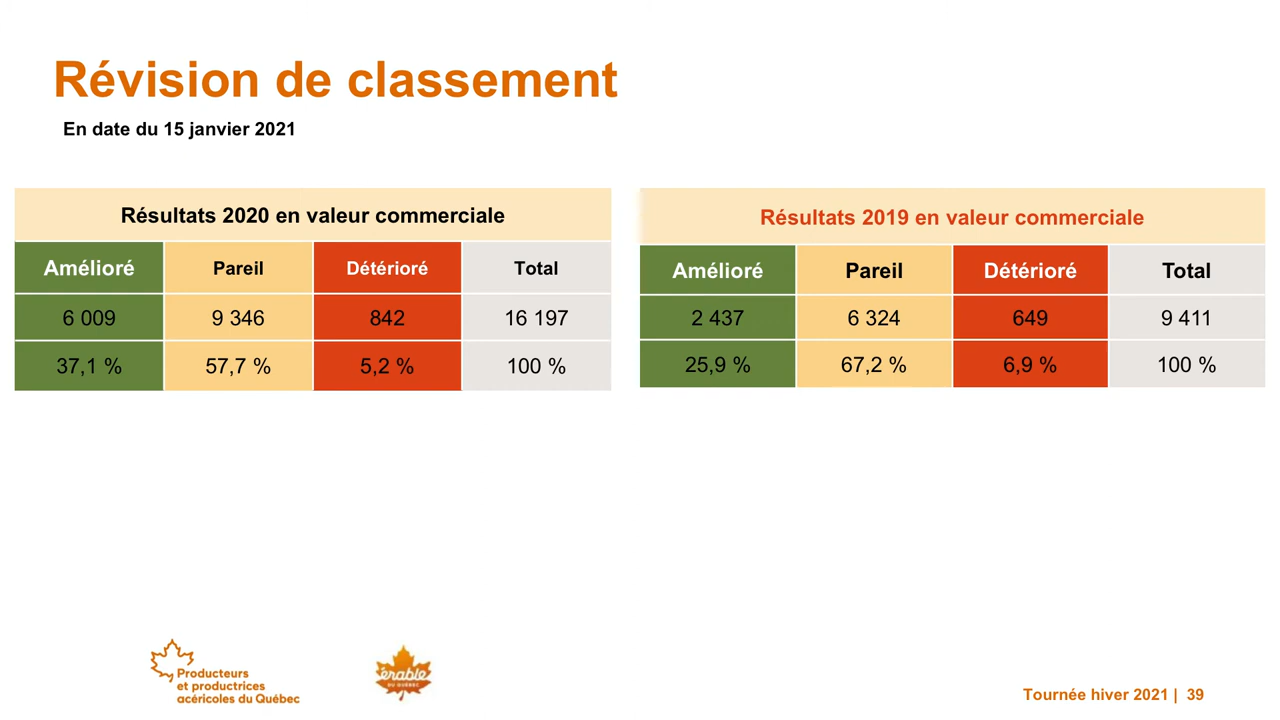 Révision de classement
En date du 15 janvier 2021
Résultats 2020 en valeur commerciale
Amélioré Pareil Détérioré Total
6 009 9 346 842 16 197
37,1 % 57,7 % 5,2 % 100 %
Résultats 2019 en valeur commerciale
Amélioré Pareil Détérioré Total
2 437 6 324 649 9 411
25,9 % 67,2 % 6,9 % 100 %
Producteurs
et productrices
acéricoles du Québec
érable
DU QUÉBEC
Tournée hiver 2021 | 39